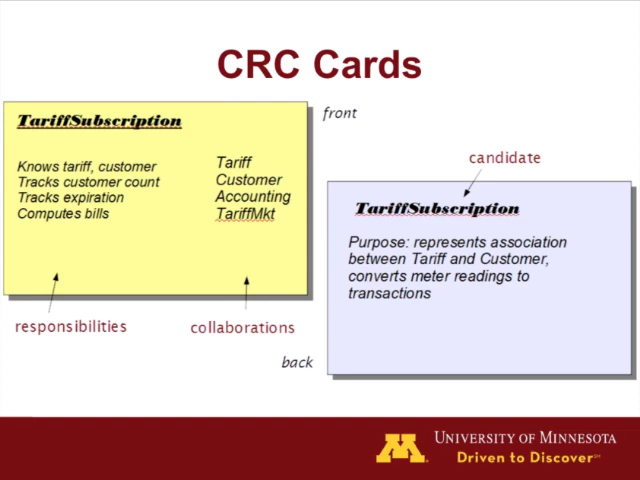 CRC Cards
TariffSubscription
front
Knows tariff, customer
Tracks customer count
Tracks expiration
Computes bills
Tariff
Customer
Accounting
TariffMkt
responsibilities
collaborations
candidate
TariffSubscription
Purpose: represents association
between Tariff and Customer,
converts meter readings to
transactions
back
M
UNIVERSITY OF MINNESOTA
Driven to Discover℠